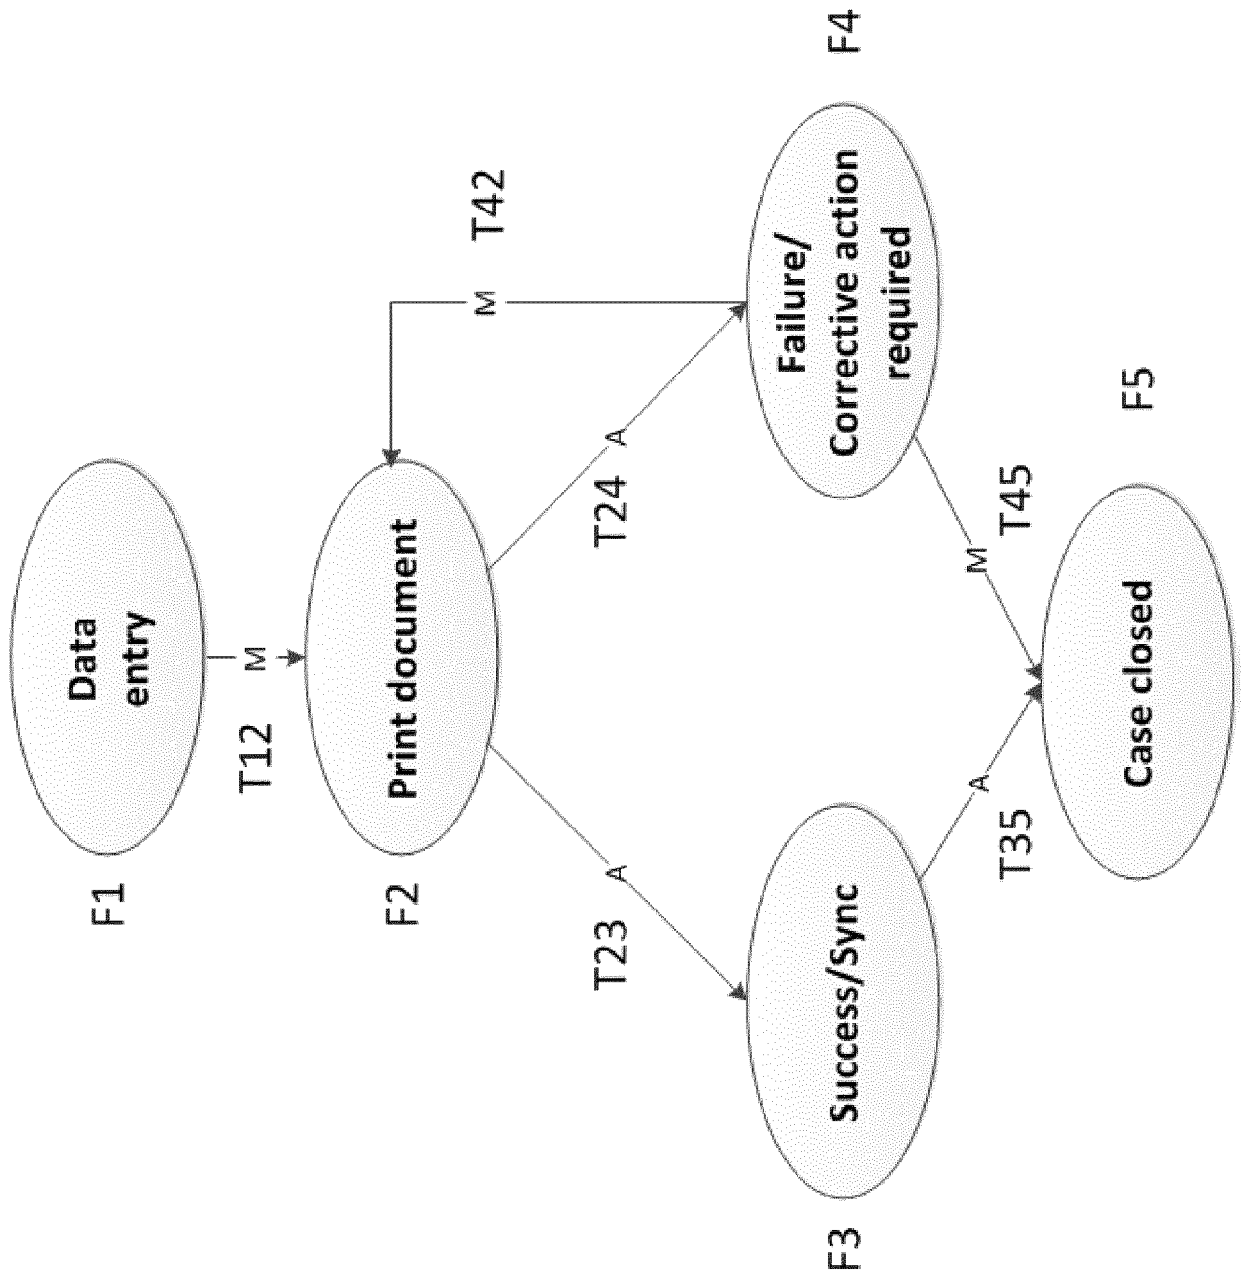 F1
Data
entry
T12
M
F2
Print document
T42
M
T23
A
T24
A
F3
Success/Sync
F4
Failure/
Corrective action
required
T35
A
T45
M
F5
Case closed